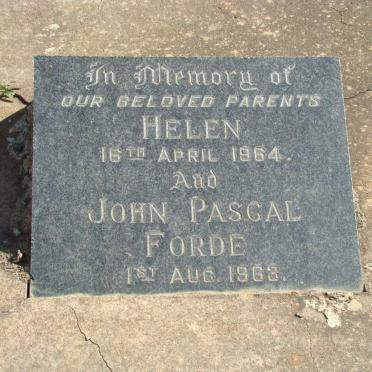 In Memory of
OUR BELOVED PARENTS
HELEN
16TH APRIL 1964.
And
JOHN PASCAL
FORDE
1ST AUG 1963.